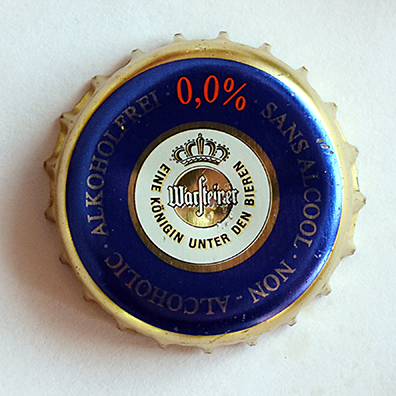 0,0%
ALKOHOLFREI · SANS ALCOOL · NON - ALCOHOLIC ·
Warsteiner
EINE KÖNIGIN UNTER DEN BIEREN